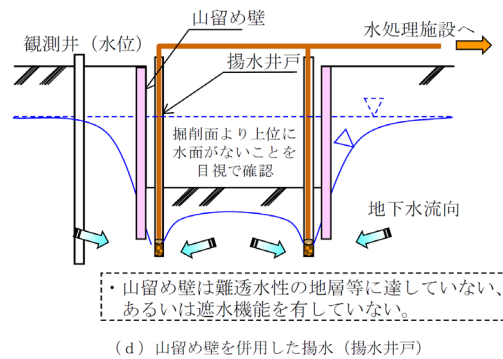 山留め壁
水処理施設へ
観測井（水位）
揚水井戸
掘削面より上位に
水面がないことを
目視で確認
地下水流向
・山留め壁は難透水性の地層等に達していない、
あるいは遮水機能を有していない。
（d）山留め壁を併用した揚水（揚水井戸）